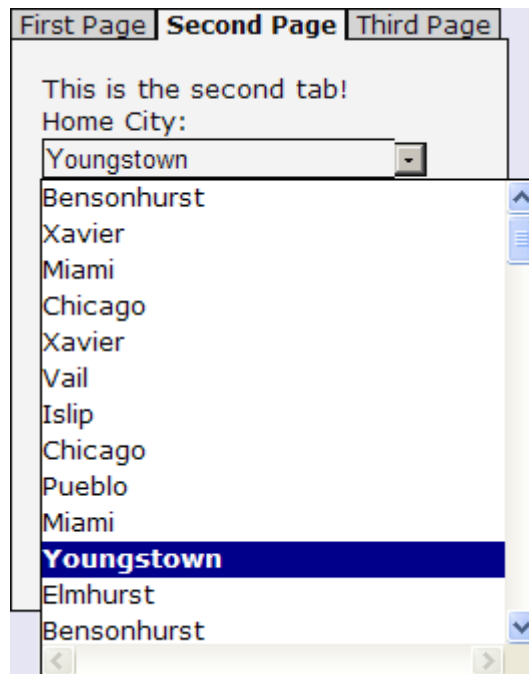 First Page Second Page Third Page
This is the second tab!
Home City:
Youngstown
Bensonhurst
Xavier
Miami
Chicago
Xavier
Vail
Islip
Chicago
Pueblo
Miami
Youngstown
Elmhurst
Bensonhurst